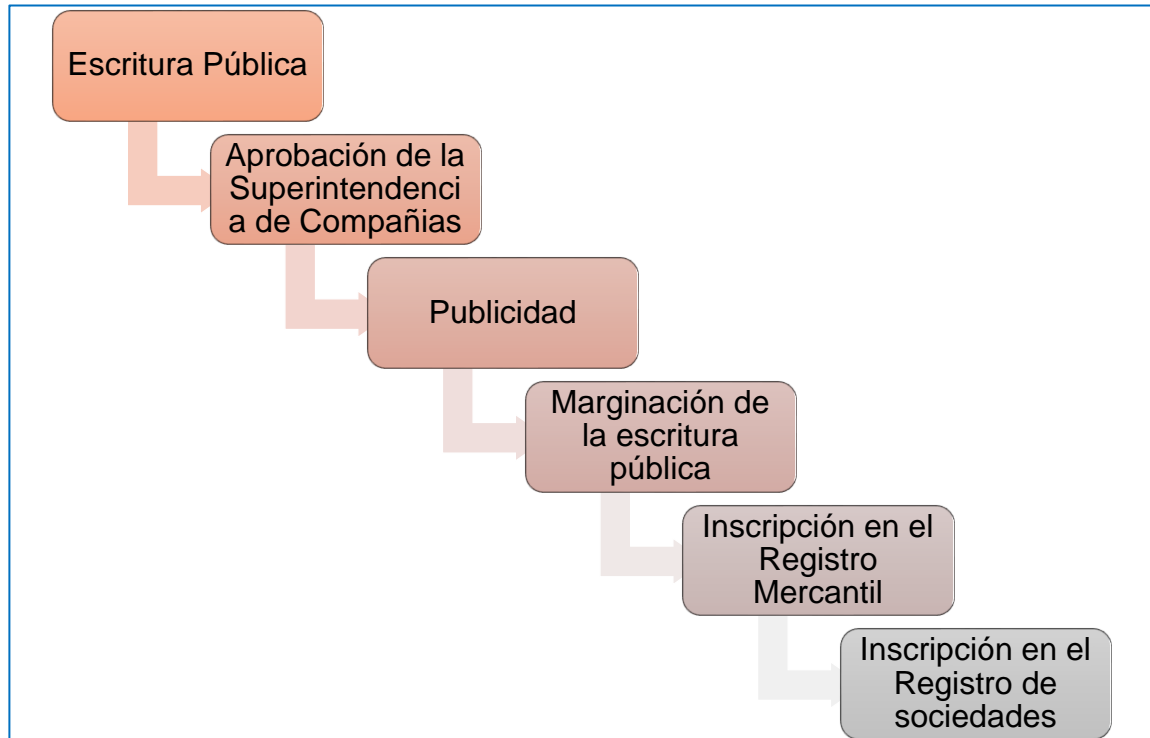 Escritura Pública
Aprobación de la
Superintendenci
a de Compañias
Publicidad
Marginación de
la escritura
pública
Inscripción en el
Registro
Mercantil
Inscripción en el
Registro de
sociedades